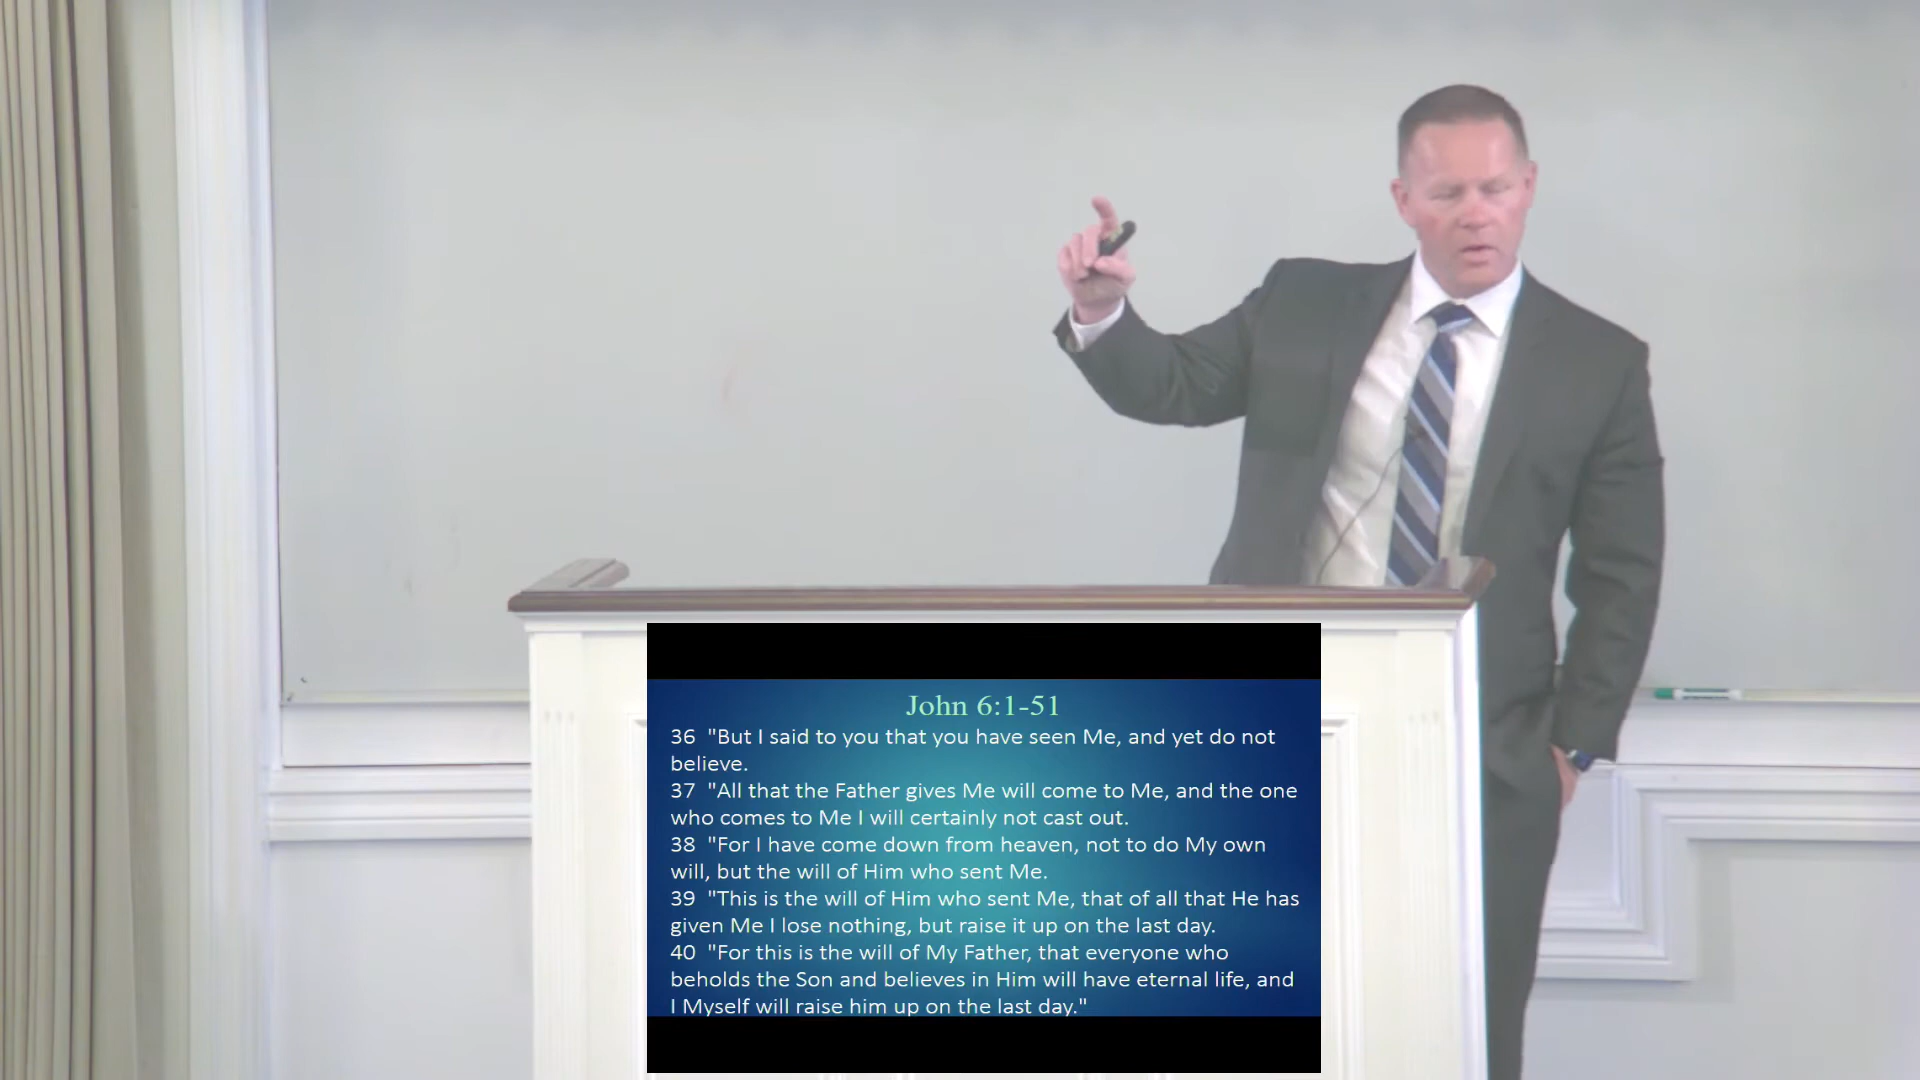 John 6:1-51
36 "But I said to you that you have seen Me, and yet do not
believe.
37 "All that the Father gives Me will come to Me, and the one
who comes to Me I will certainly not cast out.
38 "For I have come down from heaven, not to do My own
will, but the will of Him who sent Me.
39 "This is the will of Him who sent Me, that of all that He has
given Me I lose nothing, but raise it up on the last day.
40 "For this is the will of My Father, that everyone who
beholds the Son and believes in Him will have eternal life, and
I Myself will raise him up on the last day."